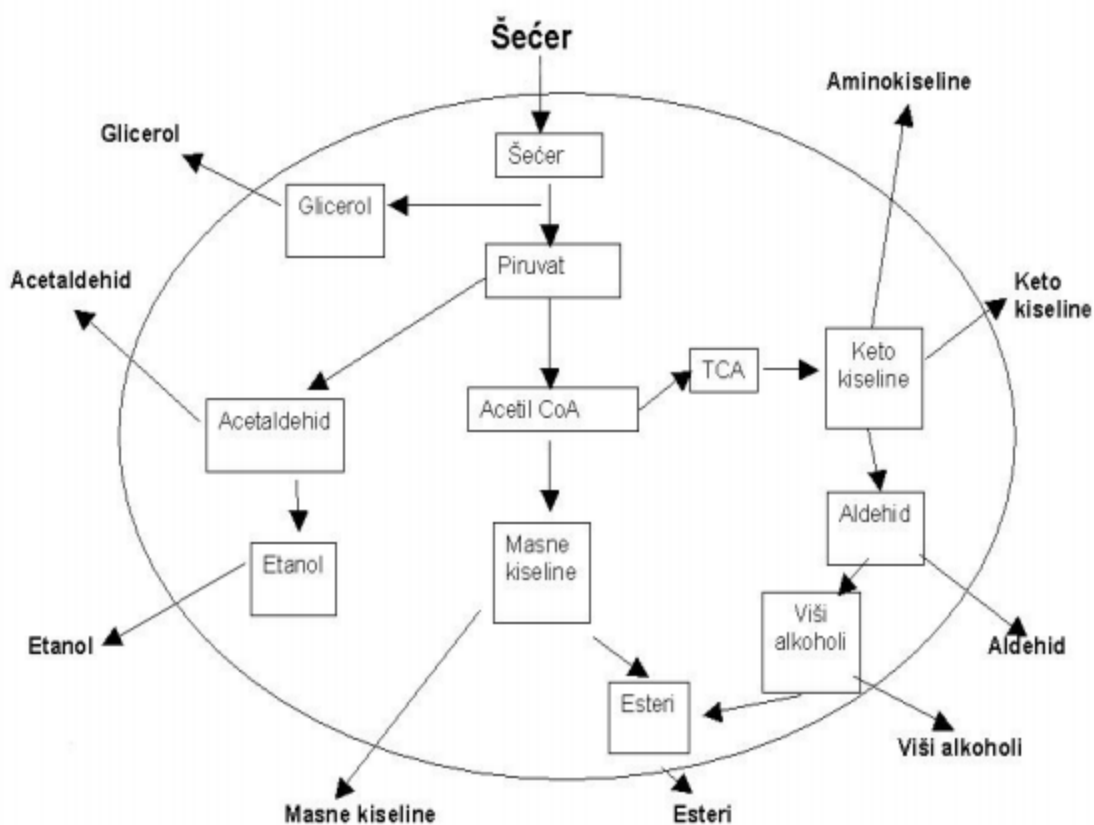 Šećer
Aminokiseline
Glicerol
Šećer
Glicerol
Piruvat
Acetaldehid
Keto
kiseline
Keto
kiseline
TCA
Acetil CoA
Acetaldehid
Aldehid
Masne
kiseline
Etanol
Viši
alkoholi
Etanol
Aldehid
Esteri
Viši alkoholi
Masne kiseline
Esteri